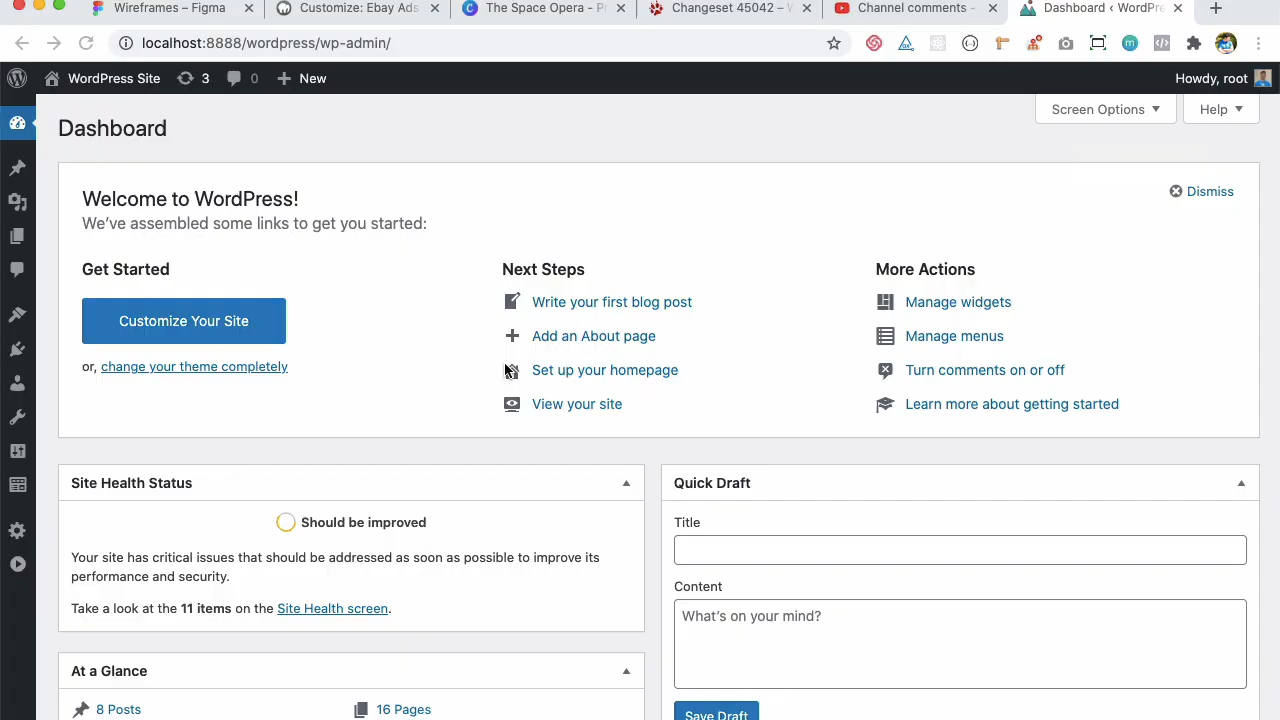 Wireframes – Figma
Customize: Ebay Ads
The Space Opera - Pr
Changeset 45042 – W
Channel comments -
Dashboard ‹ WordPre
localhost:8888/wordpress/wp-admin/
WordPress Site 3 0 New
Howdy, root
Screen Options
Help
Dashboard
Welcome to WordPress!
Dismiss
We've assembled some links to get you started:
Get Started
Customize Your Site
or, change your theme completely
Next Steps
Write your first blog post
Add an About page
Set up your homepage
View your site
More Actions
Manage widgets
Manage menus
Turn comments on or off
Learn more about getting started
Site Health Status
Should be improved
Your site has critical issues that should be addressed as soon as possible to improve its
performance and security.
Take a look at the 11 items on the Site Health screen.
At a Glance
8 Posts
16 Pages
Quick Draft
Title
Content
What's on your mind?
Save Draft